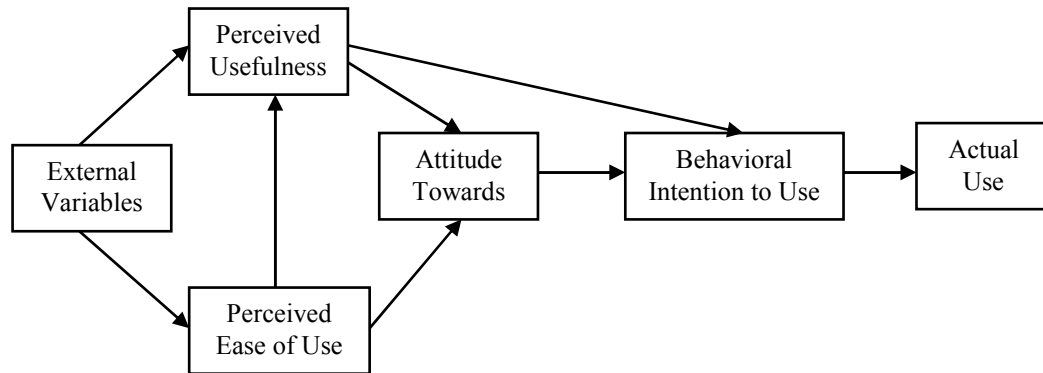 Perceived
Usefulness
External
Variables
Attitude
Towards
Behavioral
Intention to Use
Actual
Use
Perceived
Ease of Use